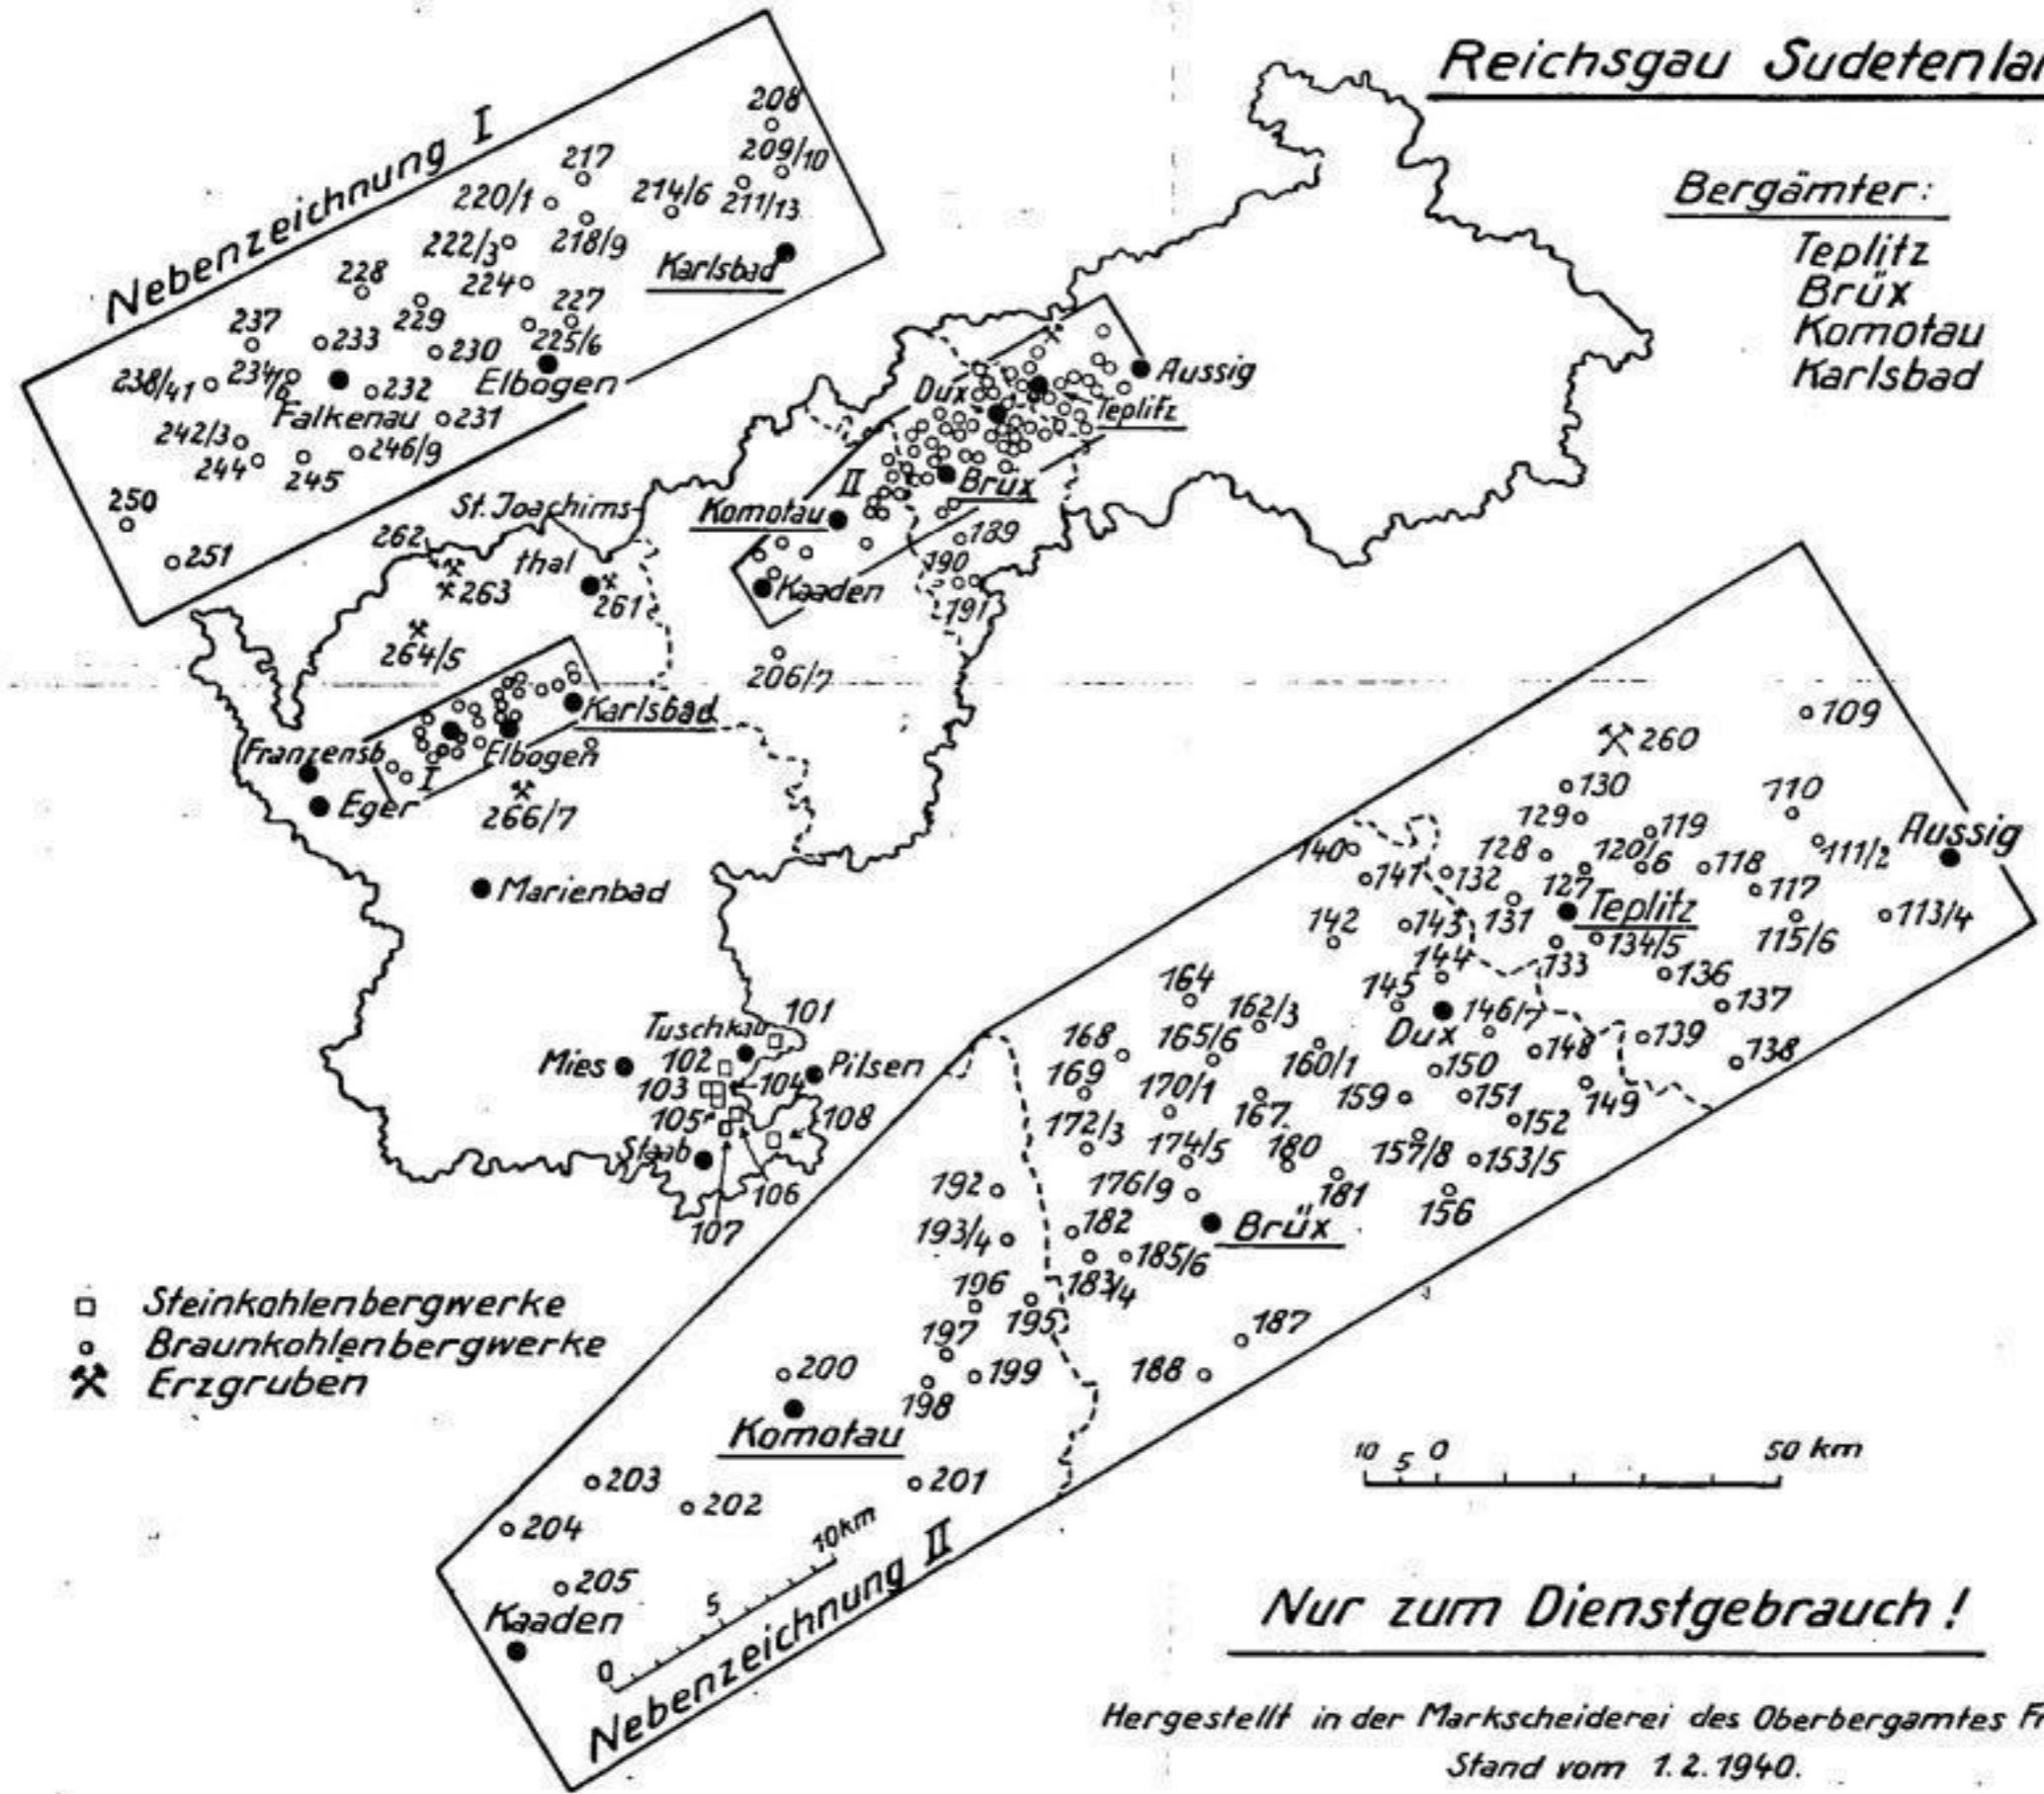 Reichsgau
Bergämter:
Teplitz
Brüx
Komotau
Karlsbad
Nebenzeichnung I
208
209/10
217
214/6
211/13
220/1
218/9
222/3
Karlsbad
228
224
227
237
229
233
230
225/6
238/41
234/6
232
Elbogen
Falkenau
231
242/3
246/9
244
245
250
251
Aussig
Dux
Teplitz
II
Brüx
Komotau
189
190
Kaaden
191
206/7
St. Joachims-
thal
262
263
261
264/5
Karlsbad
Franzensb.
Elbogen
I
Eger
266/7
Marienbad
101
Tuschkau
Mies
102
Pilsen
103
104
105
108
Staab
106
107
109
260
130
110
129
119
Aussig
140
128
120/6
118
111/2
141
132
127
117
131
Teplitz
113/4
142
143
134/5
115/6
144
133
136
164
145
137
162/3
Dux
146/7
168
165/6
139
138
160/1
150
148
169
170/1
167
159
151
149
152
172/3
174/5
180
157/8
153/5
192
176/9
181
156
193/4
182
Brüx
185/6
196
183/4
195
197
187
200
199
188
198
Komotau
203
202
201
204
205
Kaaden
0
5
10km
Nebenzeichnung II
□ Steinkohlenbergwerke
○ Braunkohlenbergwerke
⚒ Erzgruben
10 5 0 50 km
Nur zum Dienstgebrauch!
Hergestellt in der Markscheiderei des Oberbergamtes
Stand vom 1.2.1940.